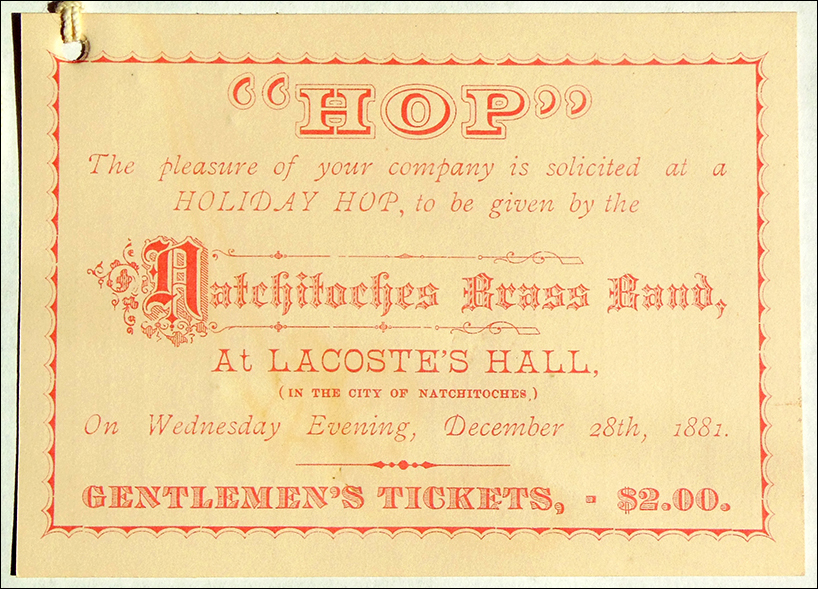 "HOP"
The pleasure of your company is solicited at a
HOLIDAY HOP, to be given by the
Natchitoches Brass Band,
At LACOSTE'S HALL,
(IN THE CITY OF NATCHITOCHES,)
On Wednesday Evening, December 28th, 1881.
GENTLEMEN'S TICKETS, - $2.00.